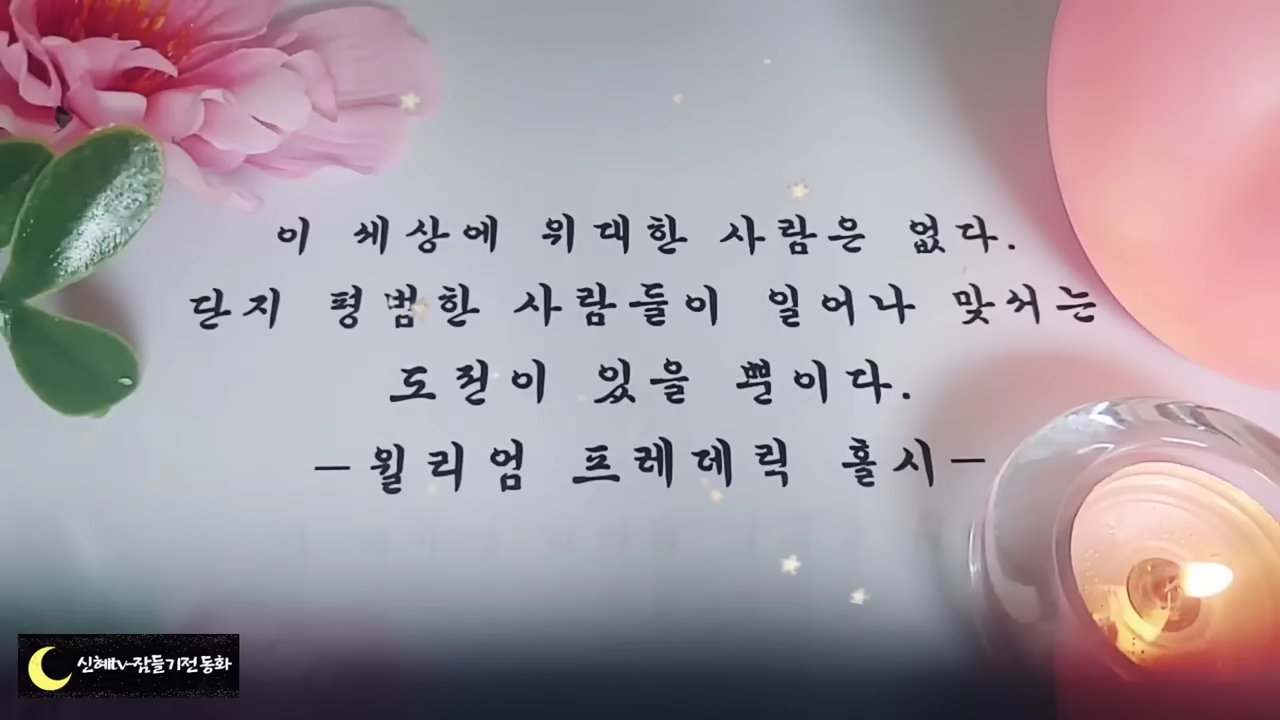 이 세상에 위대한 사람은 없다.
단지 평범한 사람들이 일어나 맞서는
도전이 있을 뿐이다.
-윌리엄 프레데릭 홀시-
신혜tv-잠들기전동화